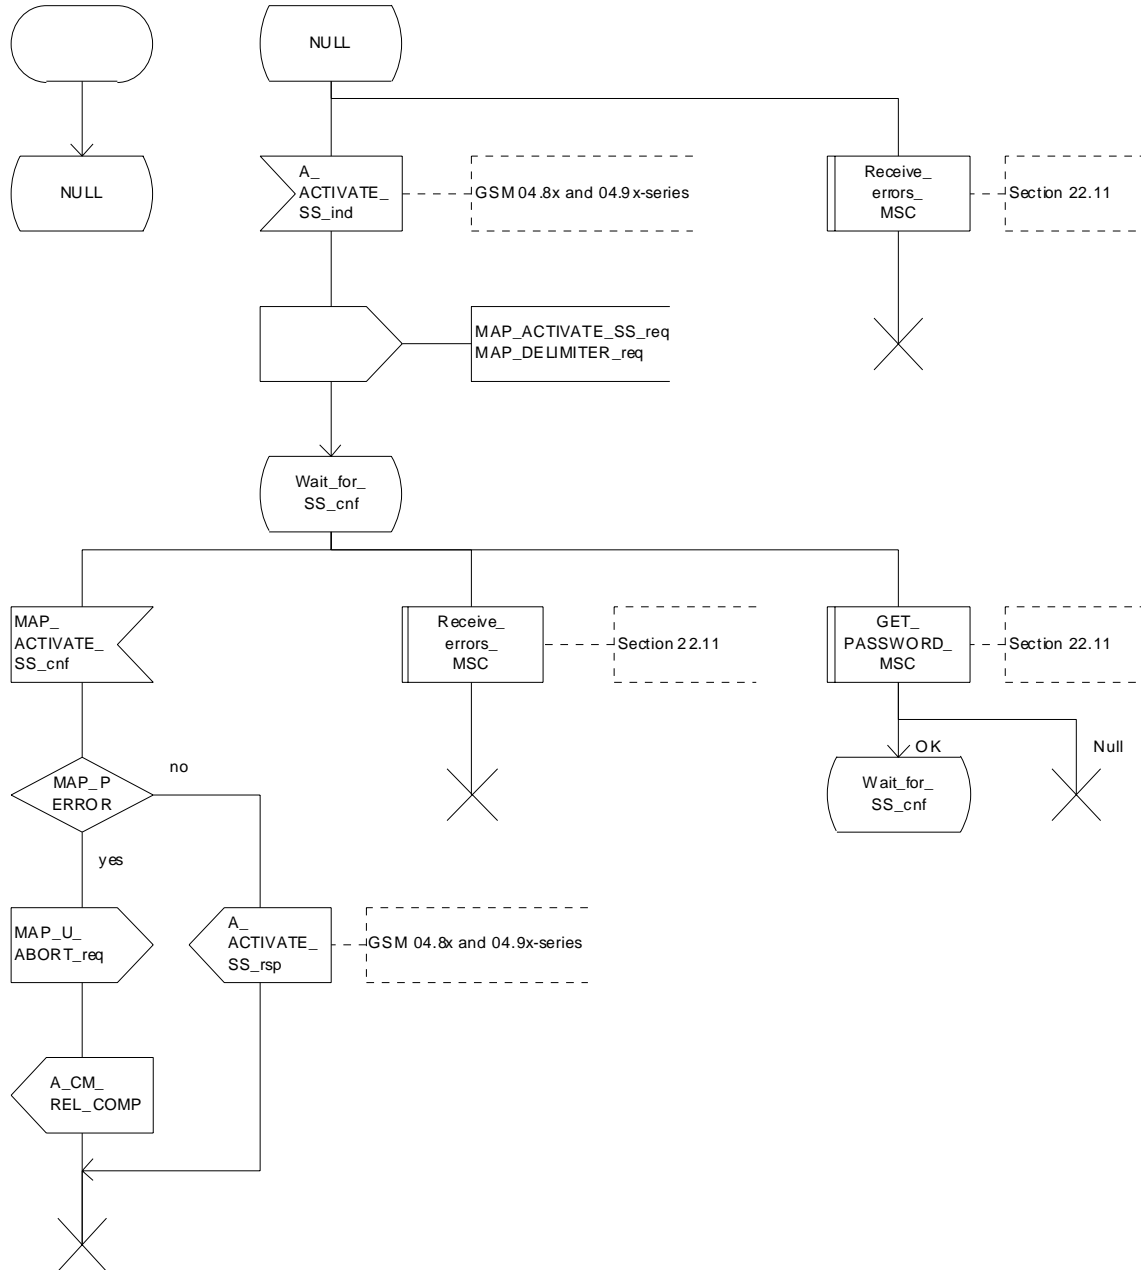 NULL
NULL
A_
ACTIVATE_
SS_ind
GSM 04.8x and 04.9x-series
Receive_
errors_
MSC
Section 22.11
MAP_ACTIVATE_SS_req
MAP_DELIMITER_req
Wait_for_
SS_cnf
MAP_
ACTIVATE_
SS_cnf
Receive_
errors_
MSC
Section 22.11
GET_
PASSWORD_
MSC
Section 22.11
OK
Null
Wait_for_
SS_cnf
MAP_P
ERROR
no
yes
MAP_U_
ABORT_req
A_
ACTIVATE_
SS_rsp
GSM 04.8x and 04.9x-series
A_CM_
REL_COMP